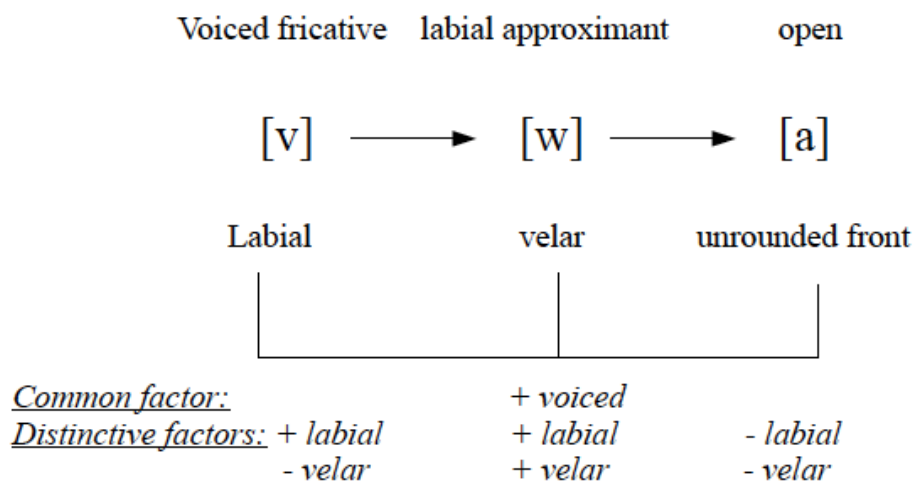 Voiced fricative labial approximant open
[v] [w] [a]
Labial velar unrounded front
Common factor: + voiced
Distinctive factors: + labial + labial - labial
- velar + velar - velar